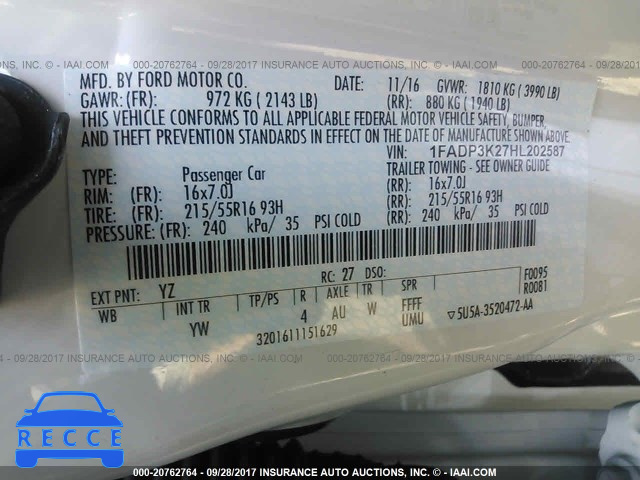 000-20762764 - 09/28/2017 INSURANCE AUTO AUCTIONS, INC. - © IAAI.COM
MFD. BY FORD MOTOR CO. DATE: 11/16 GVWR: 1810 KG ( 3990 LB)
GAWR: (FR): 972 KG ( 2143 LB) (RR): 880 KG ( 1940 LB)
THIS VEHICLE CONFORMS TO ALL APPLICABLE FEDERAL MOTOR VEHICLE SAFETY, BUMPER,
AND THEFT PREVENTION STANDARDS IN EFFECT ON THE DATE OF MANUFACTURE SHOWN ABOVE.
VIN: 1FADP3K27HL202587
TYPE: Passenger Car TRAILER TOWING - SEE OWNER GUIDE
RIM: (FR): 16x7.0J (RR): 16x7.0J
TIRE: (FR): 215/55R16 93H (RR): 215/55R16 93H
PRESSURE: (FR): 240 kPa/ 35 PSI COLD (RR): 240 kPa/ 35 PSI COLD
EXT PNT: YZ RC: 27 DSO: F0095
WB INT TR TP/PS R AXLE TR SPR R0081
YW 4 AU W FFFF
UMU
3201611151629
▽5U5A-3520472-AA
RECCE
000-20762764 - 09/28/2017 INSURANCE AUTO AUCTIONS, INC. - © IAAI.COM